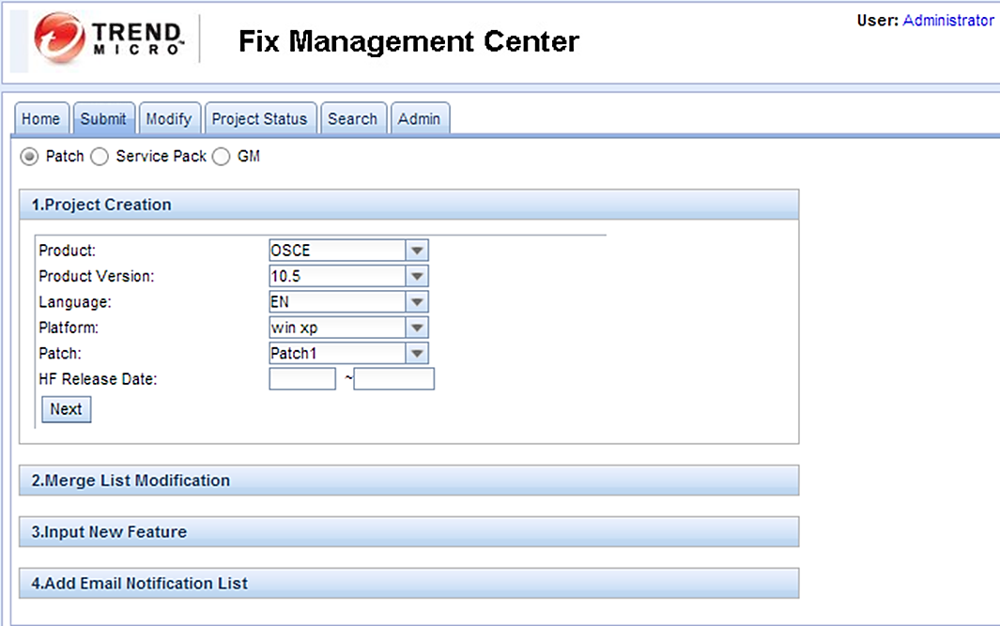 TREND MICRO™
Fix Management Center
User: Administrator
Home Submit Modify Project Status Search Admin
Patch Service Pack GM
1.Project Creation
Product: OSCE
Product Version: 10.5
Language: EN
Platform: win xp
Patch: Patch1
HF Release Date: ~
Next
2.Merge List Modification
3.Input New Feature
4.Add Email Notification List